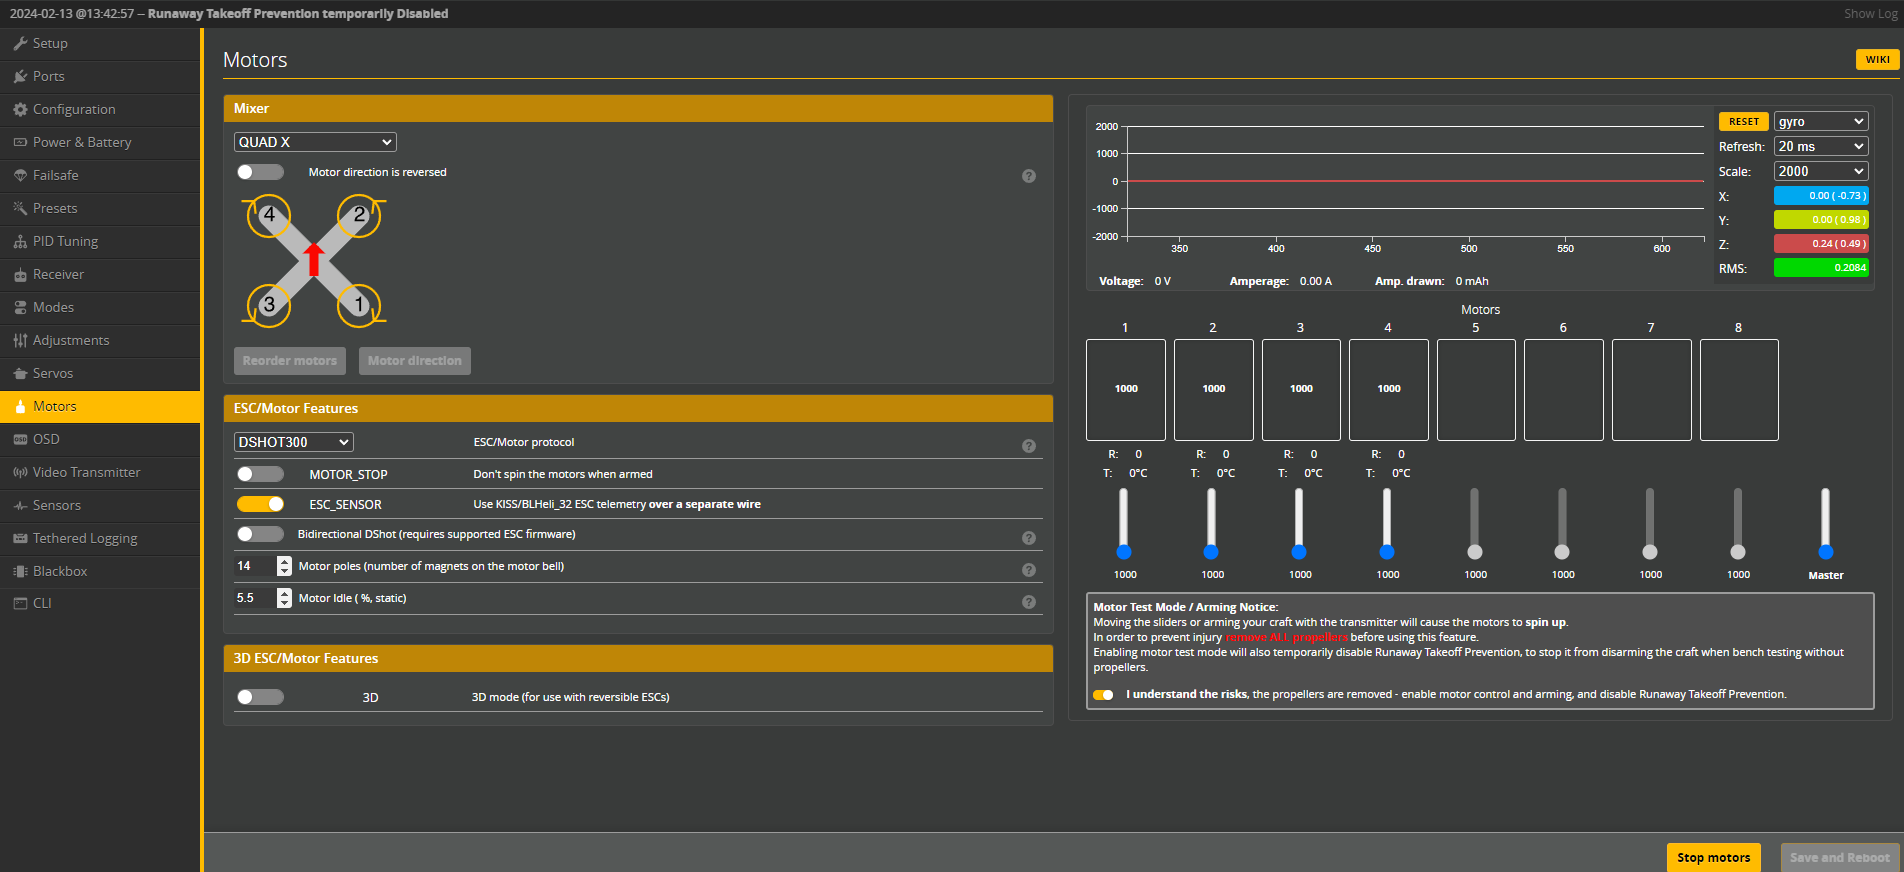 2024-02-13 @13:42:57 -- Runaway Takeoff Prevention temporarily Disabled
Show Log
Setup
Ports
Configuration
Power & Battery
Failsafe
Presets
PID Tuning
Receiver
Modes
Adjustments
Servos
Motors
OSD
Video Transmitter
Sensors
Tethered Logging
Blackbox
CLI
Motors
WIKI
Mixer
QUAD X
Motor direction is reversed
?
4 2
3 1
Reorder motors Motor direction
ESC/Motor Features
DSHOT300 ESC/Motor protocol ?
MOTOR_STOP Don't spin the motors when armed
ESC_SENSOR Use KISS/BLHeli_32 ESC telemetry over a separate wire
Bidirectional DShot (requires supported ESC firmware) ?
14 Motor poles (number of magnets on the motor bell) ?
5.5 Motor Idle ( %, static) ?
3D ESC/Motor Features
3D 3D mode (for use with reversible ESCs)
2000
1000
0
-1000
-2000
350 400 450 500 550 600
RESET gyro
Refresh: 20 ms
Scale: 2000
X: 0.00 ( -0.73 )
Y: 0.00 ( 0.98 )
Z: 0.24 ( 0.49 )
RMS: 0.2084
Voltage: 0 V Amperage: 0.00 A Amp. drawn: 0 mAh
Motors
1 2 3 4 5 6 7 8
1000 1000 1000 1000
R: 0 R: 0 R: 0 R: 0
T: 0°C T: 0°C T: 0°C T: 0°C
1000 1000 1000 1000 1000 1000 1000 1000 Master
Motor Test Mode / Arming Notice:
Moving the sliders or arming your craft with the transmitter will cause the motors to spin up.
In order to prevent injury remove ALL propellers before using this feature.
Enabling motor test mode will also temporarily disable Runaway Takeoff Prevention, to stop it from disarming the craft when bench testing without
propellers.
I understand the risks, the propellers are removed - enable motor control and arming, and disable Runaway Takeoff Prevention.
Stop motors Save and Reboot